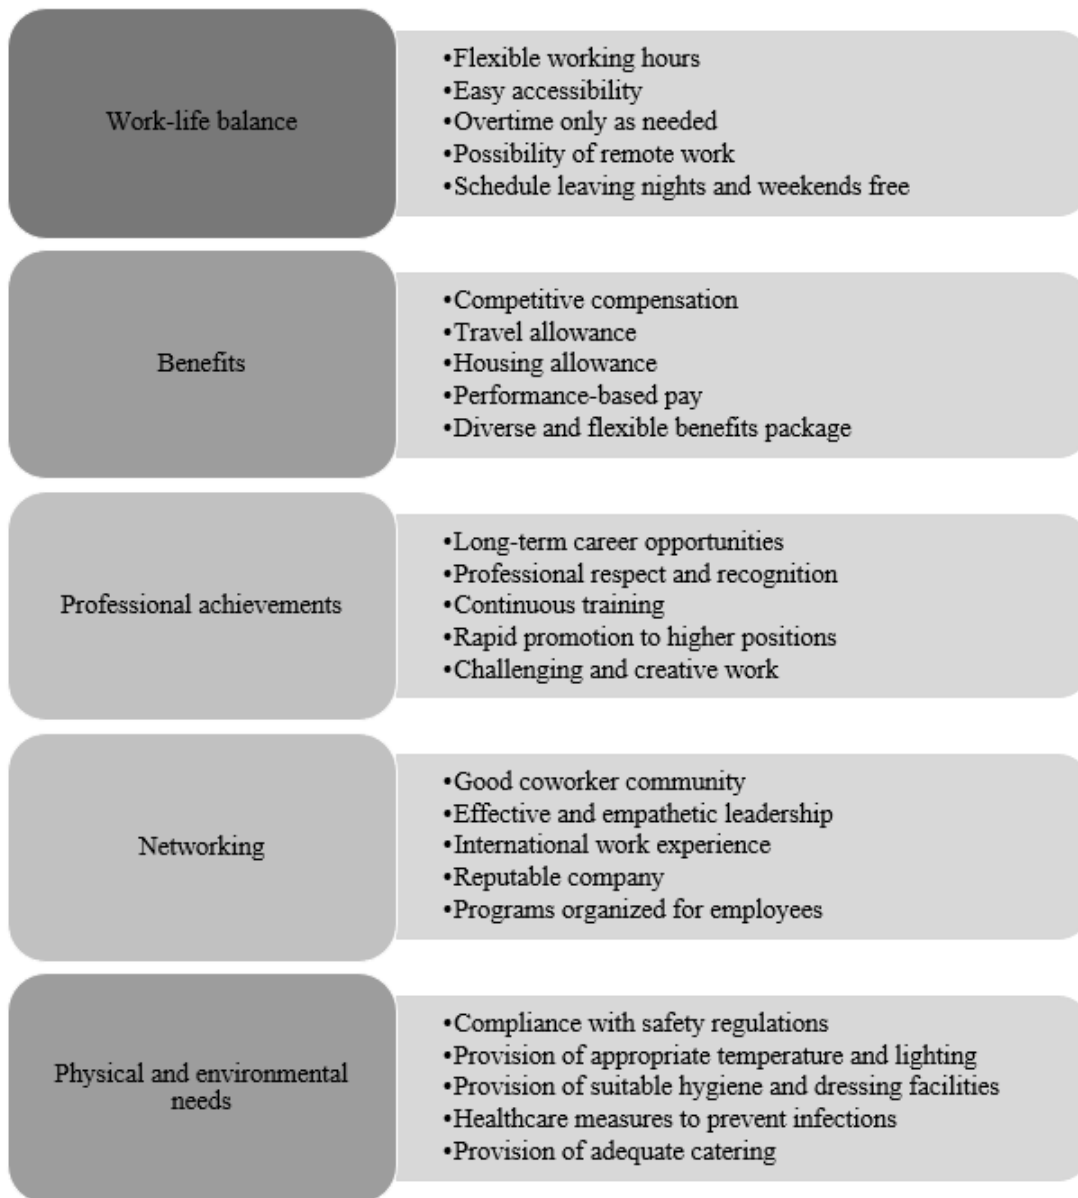 Work-life balance
•Flexible working hours
•Easy accessibility
•Overtime only as needed
•Possibility of remote work
•Schedule leaving nights and weekends free
Benefits
•Competitive compensation
•Travel allowance
•Housing allowance
•Performance-based pay
•Diverse and flexible benefits package
Professional achievements
•Long-term career opportunities
•Professional respect and recognition
•Continuous training
•Rapid promotion to higher positions
•Challenging and creative work
Networking
•Good coworker community
•Effective and empathetic leadership
•International work experience
•Reputable company
•Programs organized for employees
Physical and environmental
needs
•Compliance with safety regulations
•Provision of appropriate temperature and lighting
•Provision of suitable hygiene and dressing facilities
•Healthcare measures to prevent infections
•Provision of adequate catering